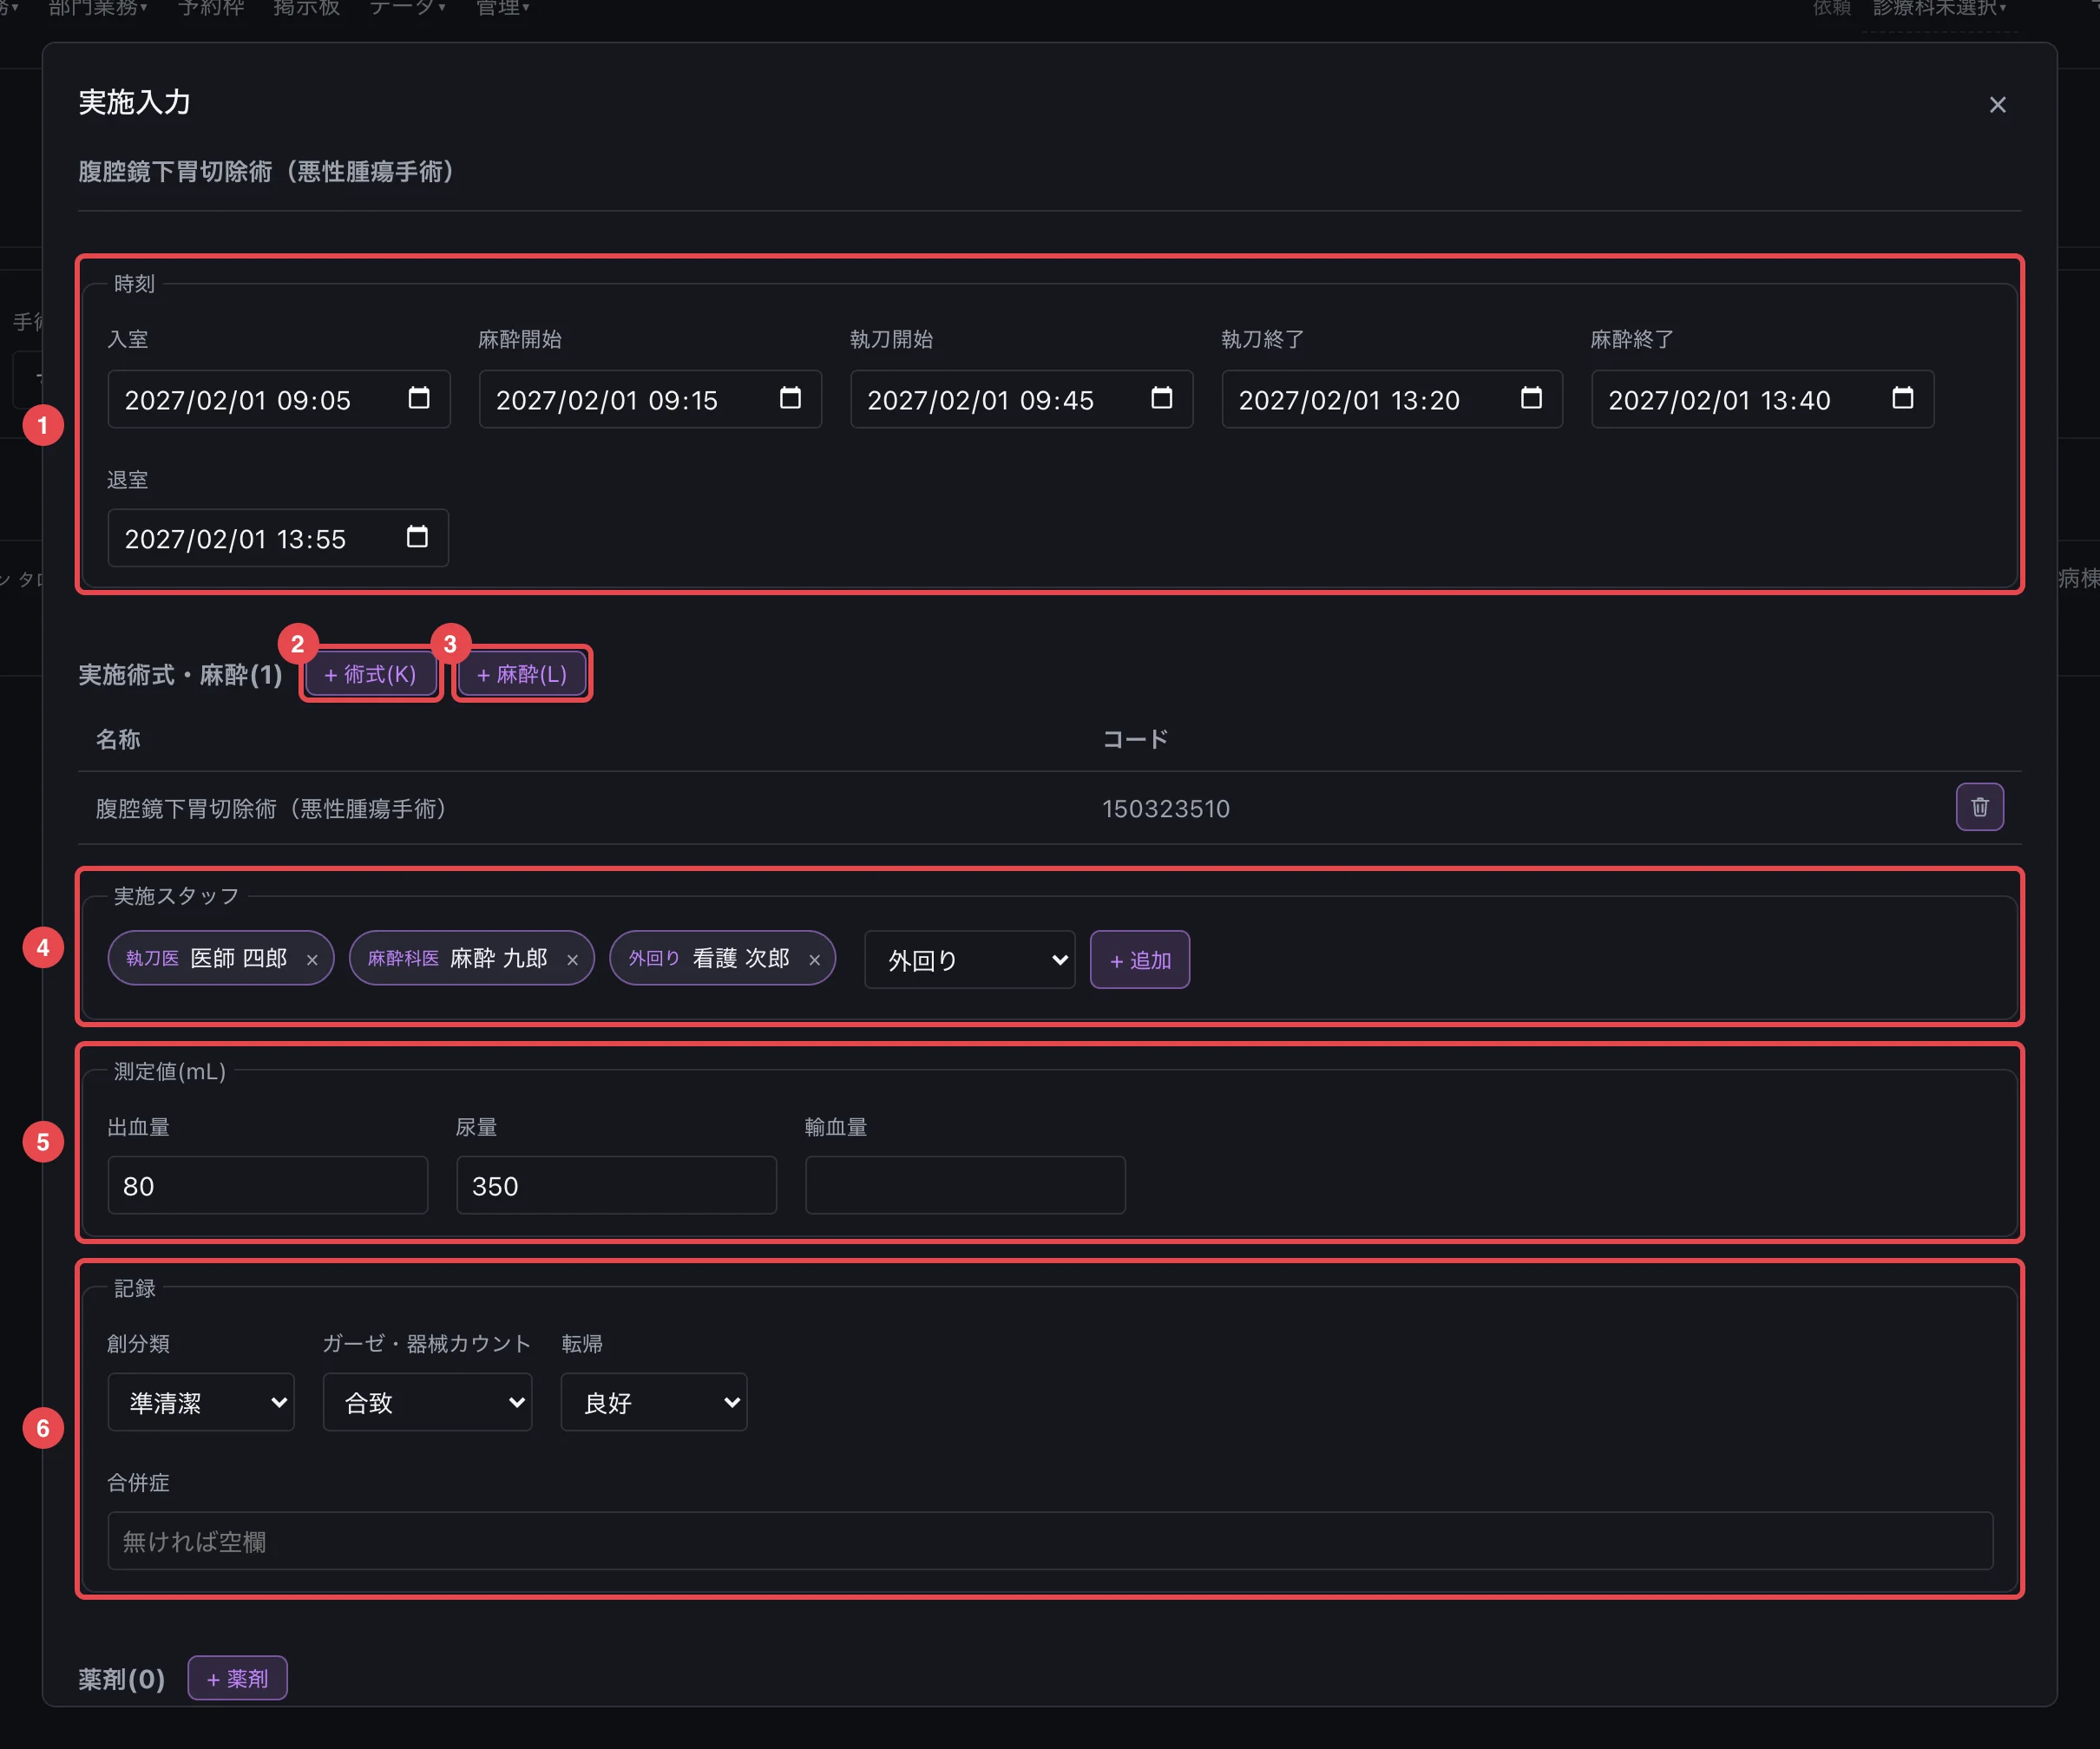 部門業務▾ 予約枠 掲示板 データ▾ 管理▾ 依頼 診療科未選択▾
実施入力 ×
腹腔鏡下胃切除術（悪性腫瘍手術）
時刻
入室 麻酔開始 執刀開始 執刀終了 麻酔終了
2027/02/01 09:05 2027/02/01 09:15 2027/02/01 09:45 2027/02/01 13:20 2027/02/01 13:40
1
退室
2027/02/01 13:55
病棟
2 3
実施術式・麻酔(1) + 術式(K) + 麻酔(L)
名称 コード
腹腔鏡下胃切除術（悪性腫瘍手術） 150323510
実施スタッフ
4
執刀医 医師 四郎 × 麻酔科医 麻酔 九郎 × 外回り 看護 次郎 × 外回り + 追加
測定値(mL)
5
出血量 尿量 輸血量
80 350
記録
創分類 ガーゼ・器械カウント 転帰
準清潔 合致 良好
6
合併症
無ければ空欄
薬剤(0) + 薬剤